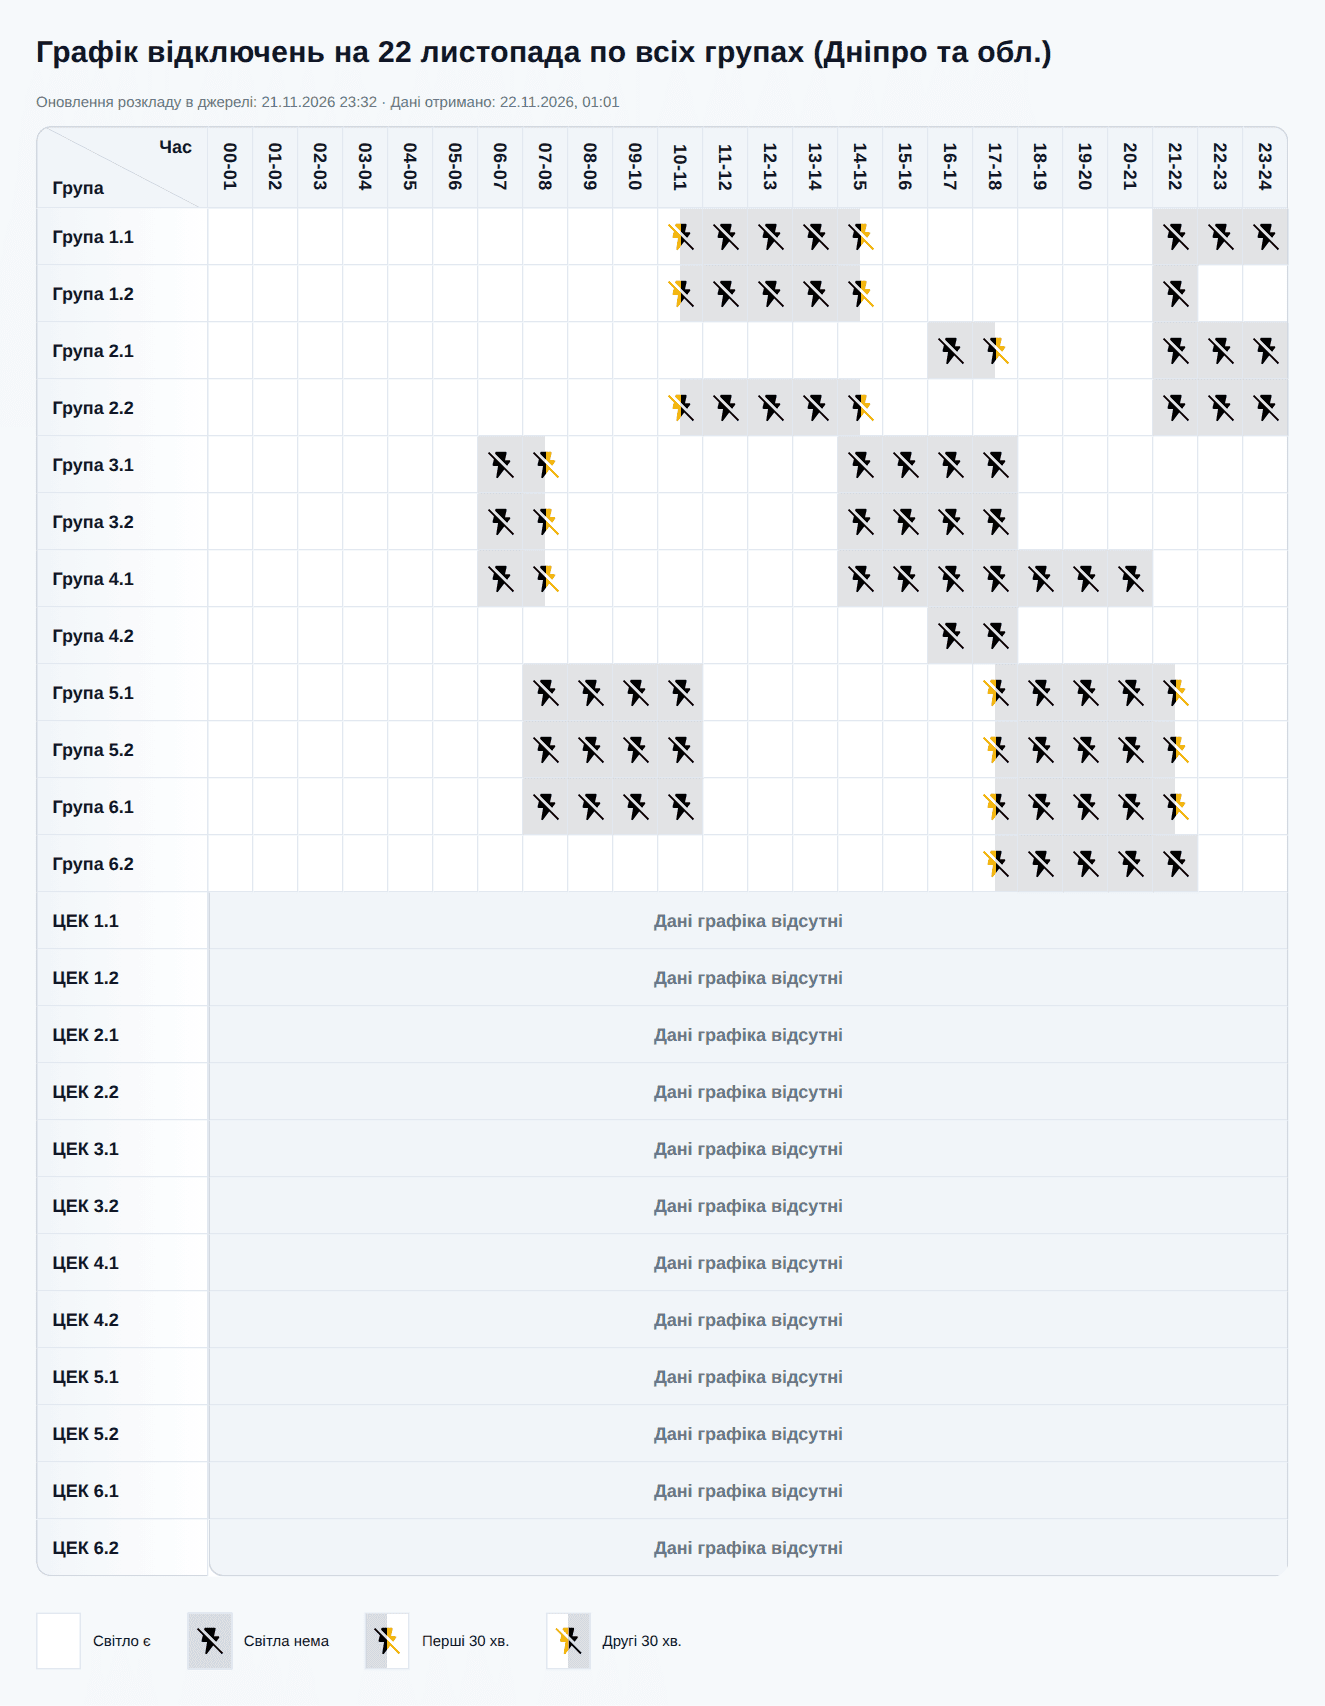 Графік відключень на 22 листопада по всіх групах (Дніпро та обл.)
Оновлення розкладу в джерелі: 21.11.2026 23:32 · Дані отримано: 22.11.2026, 01:01
Час
Група
00-01 01-02 02-03 03-04 04-05 05-06 06-07 07-08 08-09 09-10 10-11 11-12 12-13 13-14 14-15 15-16 16-17 17-18 18-19 19-20 20-21 21-22 22-23 23-24
Група 1.1
Група 1.2
Група 2.1
Група 2.2
Група 3.1
Група 3.2
Група 4.1
Група 4.2
Група 5.1
Група 5.2
Група 6.1
Група 6.2
ЦЕК 1.1 Дані графіка відсутні
ЦЕК 1.2 Дані графіка відсутні
ЦЕК 2.1 Дані графіка відсутні
ЦЕК 2.2 Дані графіка відсутні
ЦЕК 3.1 Дані графіка відсутні
ЦЕК 3.2 Дані графіка відсутні
ЦЕК 4.1 Дані графіка відсутні
ЦЕК 4.2 Дані графіка відсутні
ЦЕК 5.1 Дані графіка відсутні
ЦЕК 5.2 Дані графіка відсутні
ЦЕК 6.1 Дані графіка відсутні
ЦЕК 6.2 Дані графіка відсутні
Світло є Світла нема Перші 30 хв. Другі 30 хв.